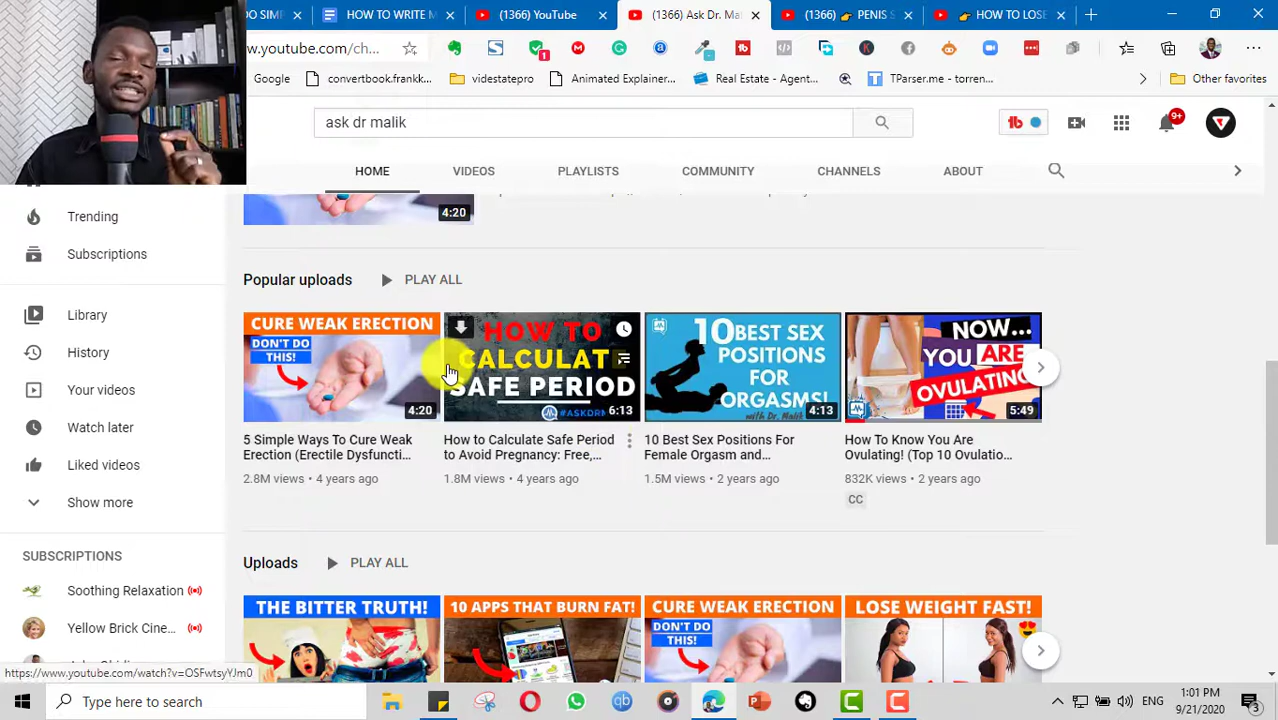 DO SIMP
HOW TO WRITE M
(1366) YouTube
(1366) Ask Dr. Ma
(1366) 👉 PENIS S
👉 HOW TO LOSE
w.youtube.com/ch...
1
Google
convertbook.frankk...
videstatepro
Animated Explainer...
Real Estate - Agent...
TParser.me - torren...
Other favorites
ask dr malik
9+
HOME
VIDEOS
PLAYLISTS
COMMUNITY
CHANNELS
ABOUT
Trending
Subscriptions
Library
History
Your videos
Watch later
Liked videos
Show more
SUBSCRIPTIONS
Soothing Relaxation
Yellow Brick Cine...
https://www.youtube.com/watch?v=OSFwtsyYJm0
4:20
Popular uploads
PLAY ALL
CURE WEAK ERECTION
DON'T DO
THIS!
4:20
5 Simple Ways To Cure Weak
Erection (Erectile Dysfuncti...
2.8M views • 4 years ago
HOW TO
CALCULAT
SAFE PERIOD
#ASKDRM
6:13
How to Calculate Safe Period
to Avoid Pregnancy: Free,...
1.8M views • 4 years ago
10 BEST SEX
POSITIONS
FOR
ORGASMS!
with Dr. Malik
4:13
10 Best Sex Positions For
Female Orgasm and...
1.5M views • 2 years ago
NOW...
YOU ARE
OVULATING!
5:49
How To Know You Are
Ovulating! (Top 10 Ovulatio...
832K views • 2 years ago
CC
Uploads
PLAY ALL
THE BITTER TRUTH!
10 APPS THAT BURN FAT!
CURE WEAK ERECTION
DON'T DO
THIS!
LOSE WEIGHT FAST!
Type here to search
ENG
1:01 PM
9/21/2020
3